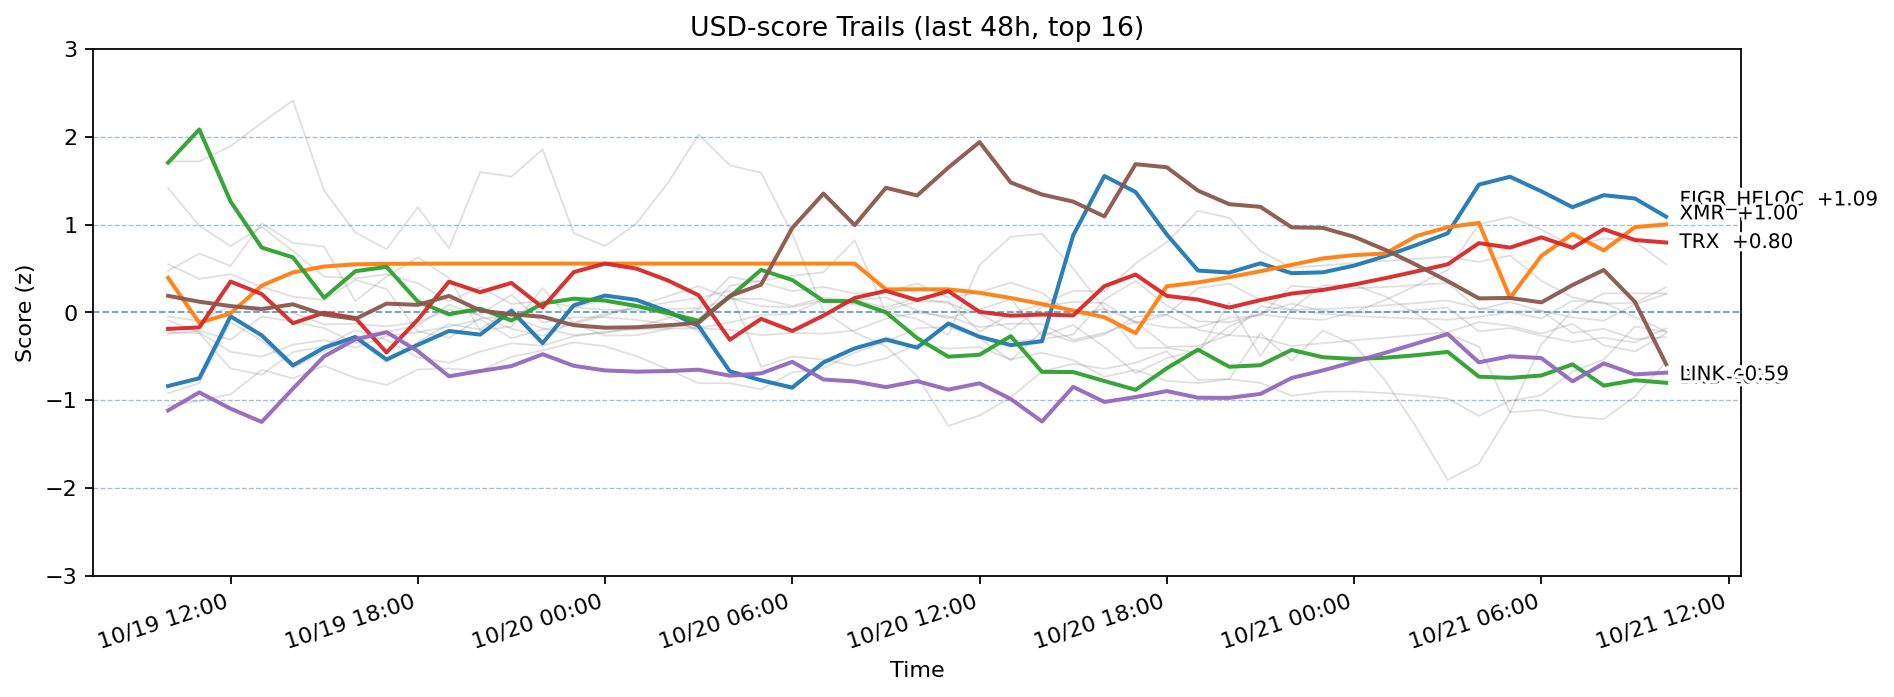 USD-score Trails (last 48h, top 16)
Score (z)
3
2
1
0
−1
−2
−3
FIGR_HELOC +1.09
XMR +1.00
TRX +0.80
LINK -0.59
10/19 12:00
10/19 18:00
10/20 00:00
10/20 06:00
10/20 12:00
10/20 18:00
10/21 00:00
10/21 06:00
10/21 12:00
Time